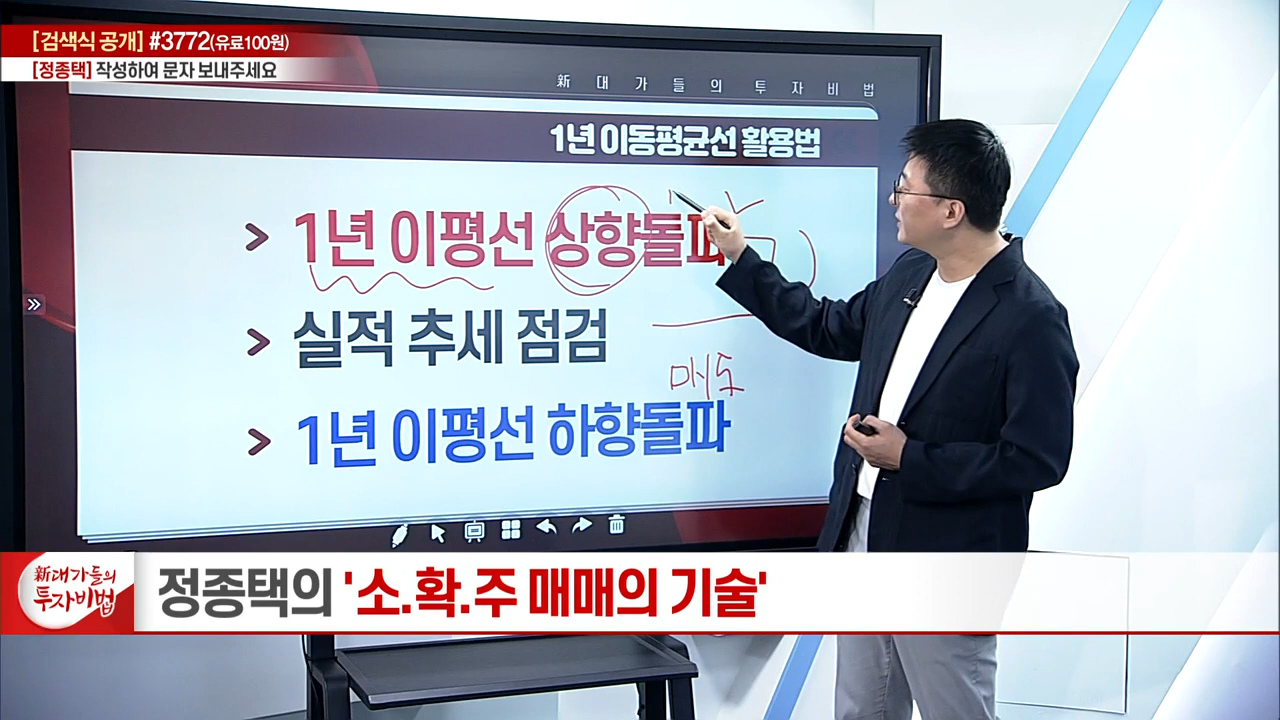 [검색식 공개] #3772(유료100원)
[정종택] 작성하여 문자 보내주세요
新 대 가 들 의 투 자 비 법
1년 이동평균선 활용법
> 1년 이평선 상향돌파
> 실적 추세 점검
매도
> 1년 이평선 하향돌파
新대가들의
투자비법
정종택의 '소.확.주 매매의 기술'